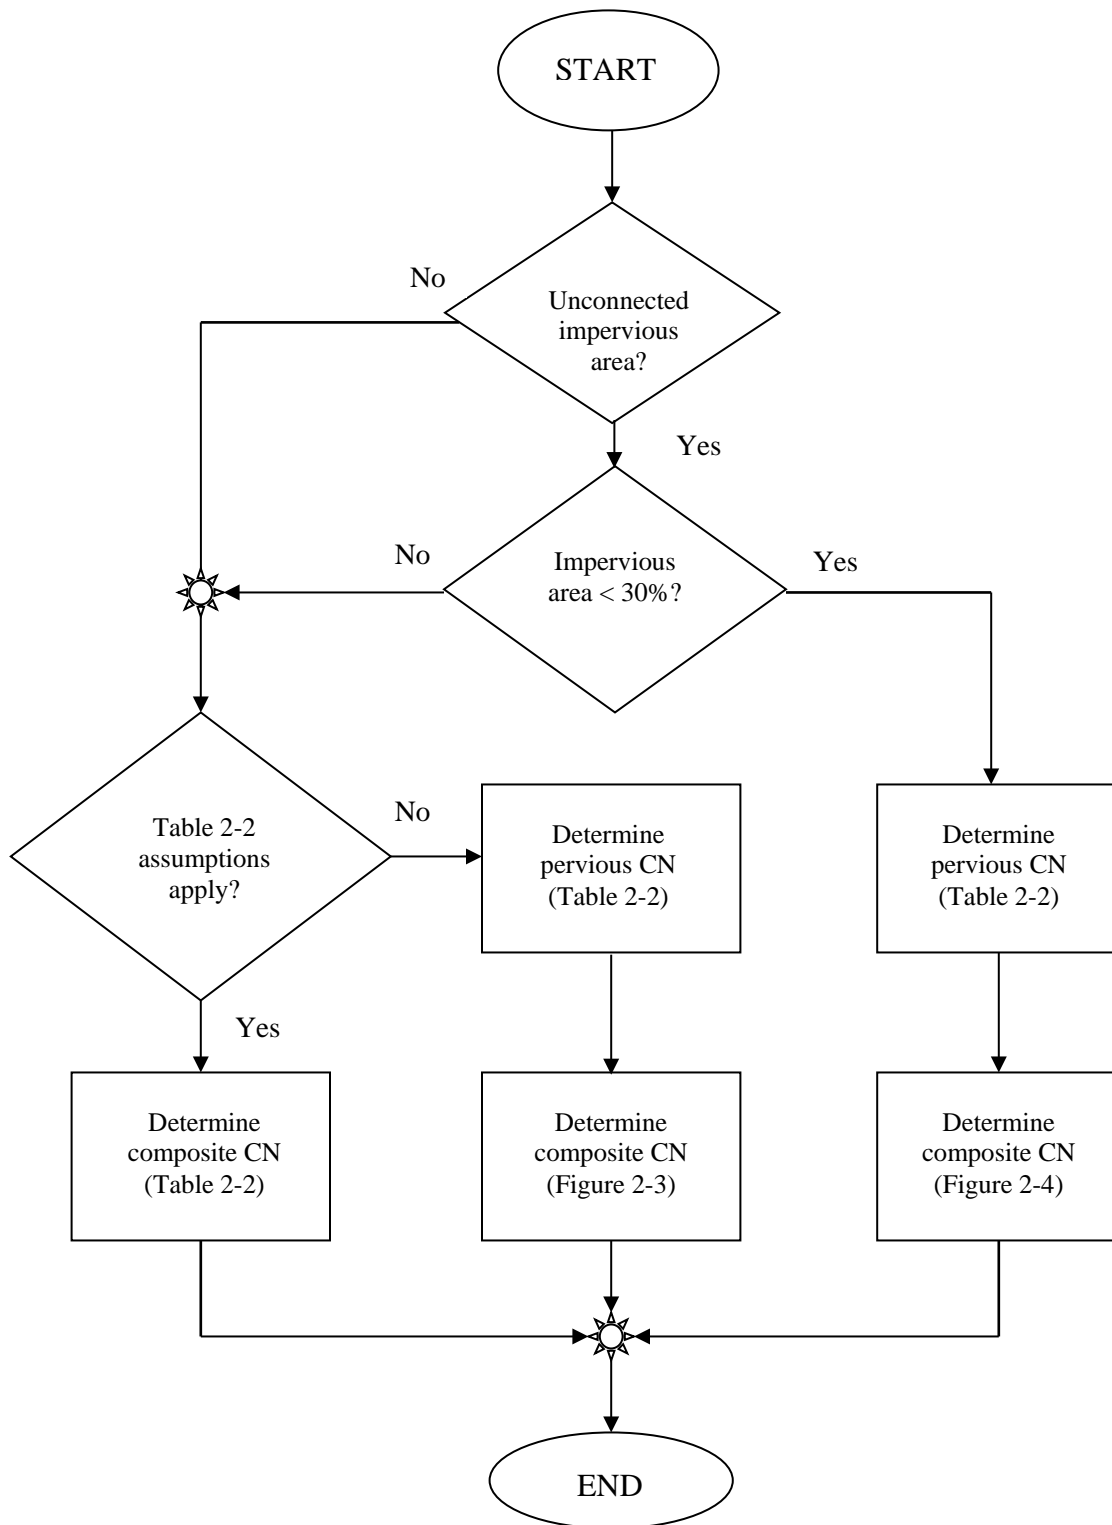 START
No
Unconnected
impervious
area?
Yes
No
Impervious
area < 30%?
Yes
Table 2-2
assumptions
apply?
No
Determine
pervious CN
(Table 2-2)
Determine
pervious CN
(Table 2-2)
Yes
Determine
composite CN
(Table 2-2)
Determine
composite CN
(Figure 2-3)
Determine
composite CN
(Figure 2-4)
END